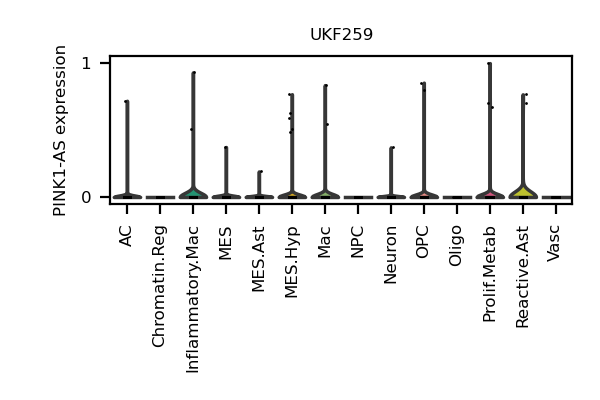 UKF259
PINK1-AS expression
1
0
AC
Chromatin.Reg
Inflammatory.Mac
MES
MES.Ast
MES.Hyp
Mac
NPC
Neuron
OPC
Oligo
Prolif.Metab
Reactive.Ast
Vasc